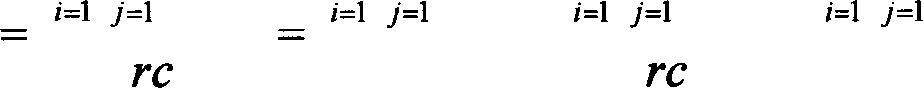 = i=1 j=1 = i=1 j=1 i=1 j=1 i=1 j=1
rc rc